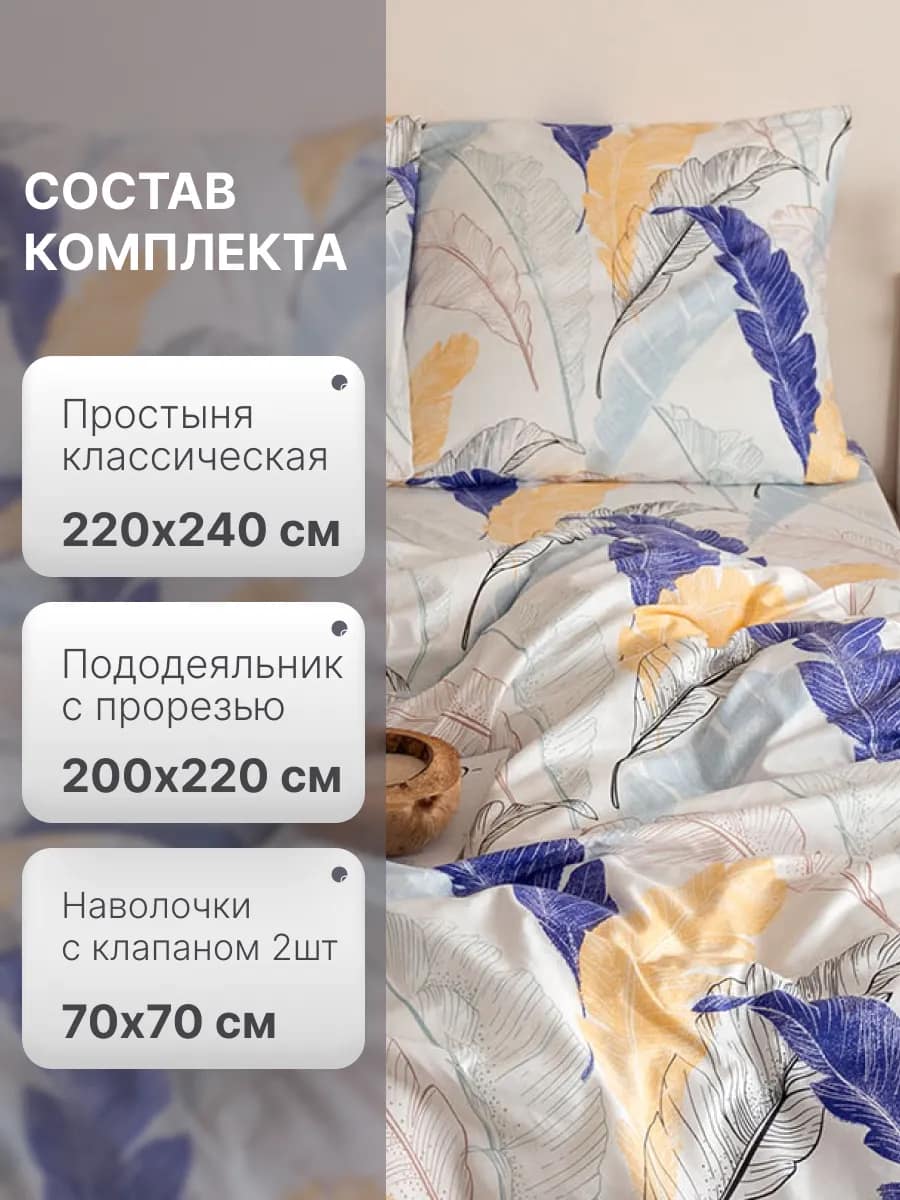 СОСТАВ
КОМПЛЕКТА
Простыня
классическая
220х240 см
Пододеяльник
с прорезью
200х220 см
Наволочки
с клапаном 2шт
70х70 см